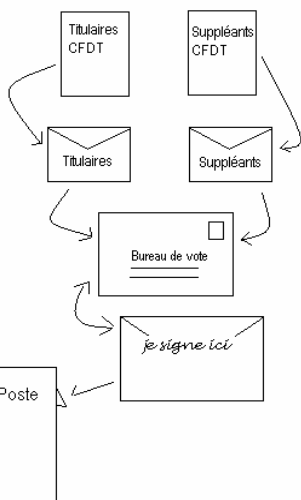 Titulaires
CFDT
Suppléants
CFDT
Titulaires
Suppléants
Bureau de vote
je signe ici
Poste